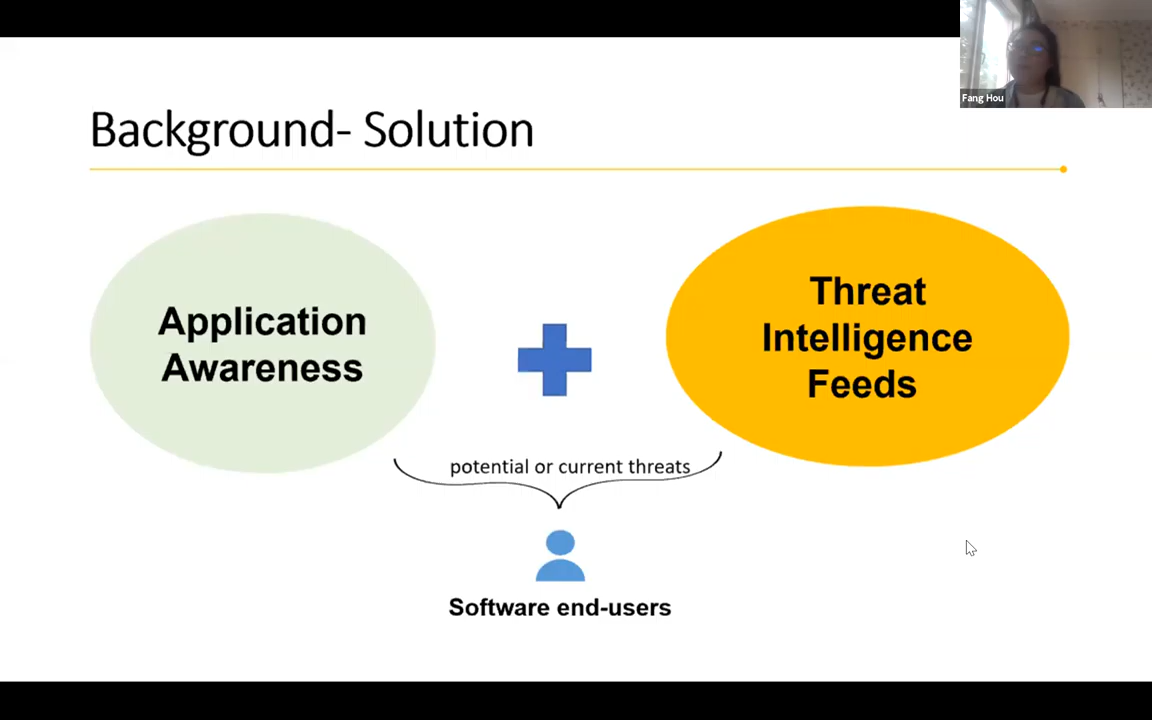 Fang Hou
Background- Solution
Application
Awareness
Threat
Intelligence
Feeds
potential or current threats
Software end-users